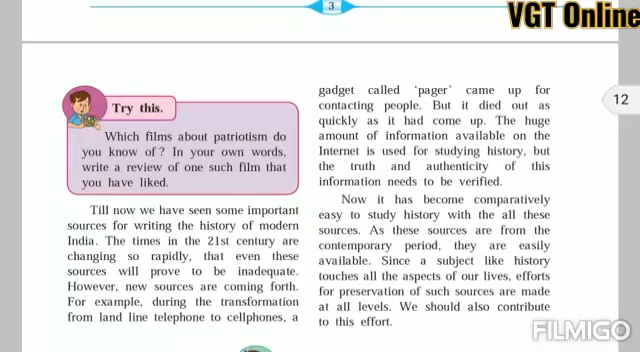 3
VGT Online
12
Try this.
Which films about patriotism do
you know of? In your own words,
write a review of one such film that
you have liked.
Till now we have seen some important
sources for writing the history of modern
India. The times in the 21st century are
changing so rapidly, that even these
sources will prove to be inadequate.
However, new sources are coming forth.
For example, during the transformation
from land line telephone to cellphones, a
gadget called ‘pager’ came up for
contacting people. But it died out as
quickly as it had come up. The huge
amount of information available on the
Internet is used for studying history, but
the truth and authenticity of this
information needs to be verified.
Now it has become comparatively
easy to study history with the all these
sources. As these sources are from the
contemporary period, they are easily
available. Since a subject like history
touches all the aspects of our lives, efforts
for preservation of such sources are made
at all levels. We should also contribute
to this effort.
FILMIGO